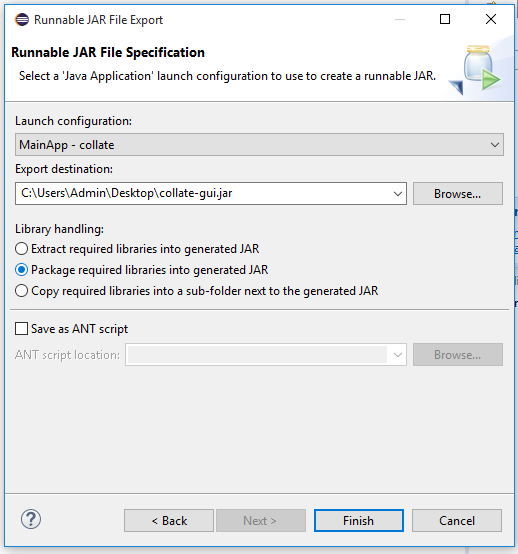 Runnable JAR File Export
Runnable JAR File Specification
Select a 'Java Application' launch configuration to use to create a runnable JAR.
Launch configuration:
MainApp - collate
Export destination:
C:\Users\Admin\Desktop\collate-gui.jar
Browse...
Library handling:
Extract required libraries into generated JAR
Package required libraries into generated JAR
Copy required libraries into a sub-folder next to the generated JAR
Save as ANT script
ANT script location:
Browse...
?
< Back
Next >
Finish
Cancel